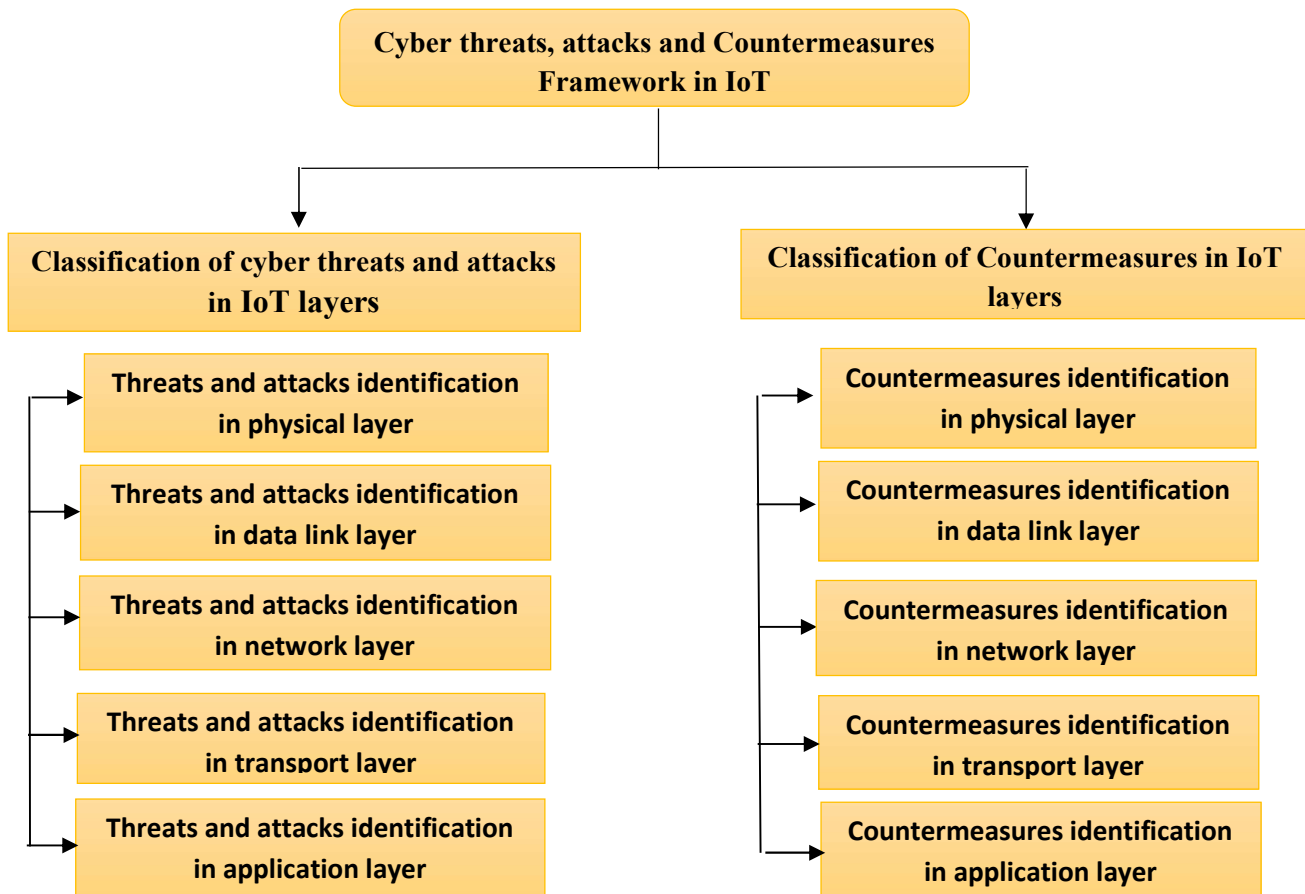 Cyber threats, attacks and Countermeasures
Framework in IoT
Classification of cyber threats and attacks
in IoT layers
Threats and attacks identification
in physical layer
Threats and attacks identification
in data link layer
Threats and attacks identification
in network layer
Threats and attacks identification
in transport layer
Threats and attacks identification
in application layer
Classification of Countermeasures in IoT
layers
Countermeasures identification
in physical layer
Countermeasures identification
in data link layer
Countermeasures identification
in network layer
Countermeasures identification
in transport layer
Countermeasures identification
in application layer